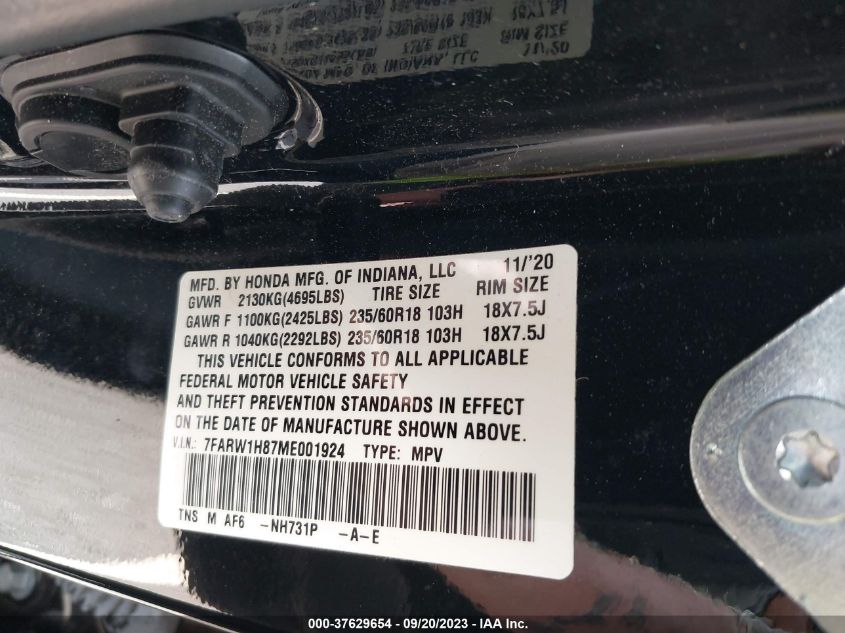 MFD. BY HONDA MFG. OF INDIANA, LLC 11/'20
GVWR 2130KG(4695LBS) TIRE SIZE RIM SIZE
GAWR F 1100KG(2425LBS) 235/60R18 103H 18X7.5J
GAWR R 1040KG(2292LBS) 235/60R18 103H 18X7.5J
THIS VEHICLE CONFORMS TO ALL APPLICABLE
FEDERAL MOTOR VEHICLE SAFETY
AND THEFT PREVENTION STANDARDS IN EFFECT
ON THE DATE OF MANUFACTURE SHOWN ABOVE.
V.I.N.: 7FARW1H87ME001924 TYPE: MPV
TNS M AF6 -NH731P -A-E
000-37629654 - 09/20/2023 - IAA Inc.